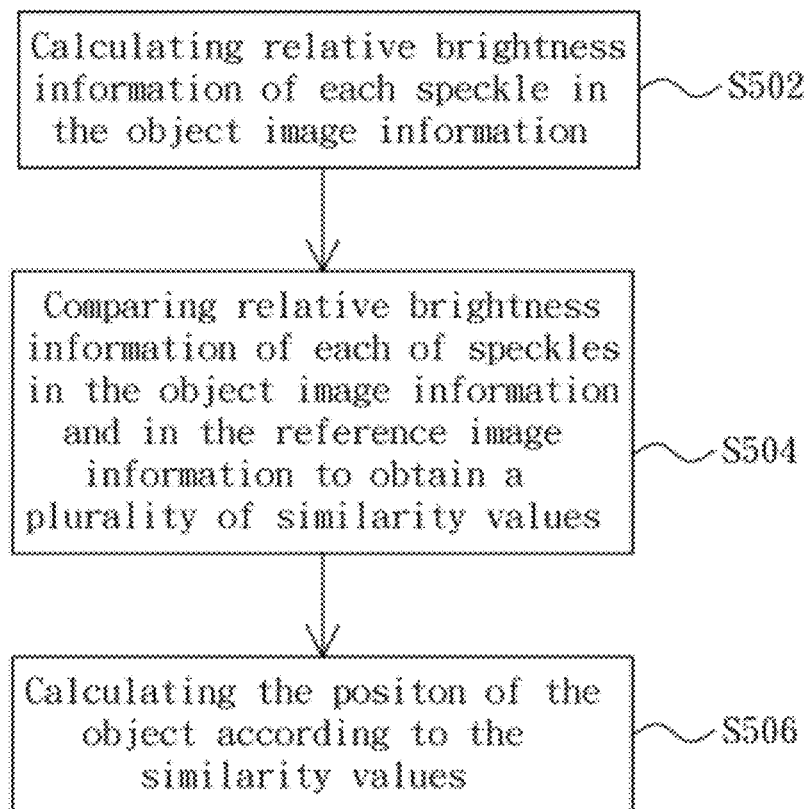 Calculating relative brightness
information of each speckle in
the object image information
S502
Comparing relative brightness
information of each of speckles
in the object image information
and in the reference image
information to obtain a
plurality of similarity values
S504
Calculating the positon of the
object according to the
similarity values
S506